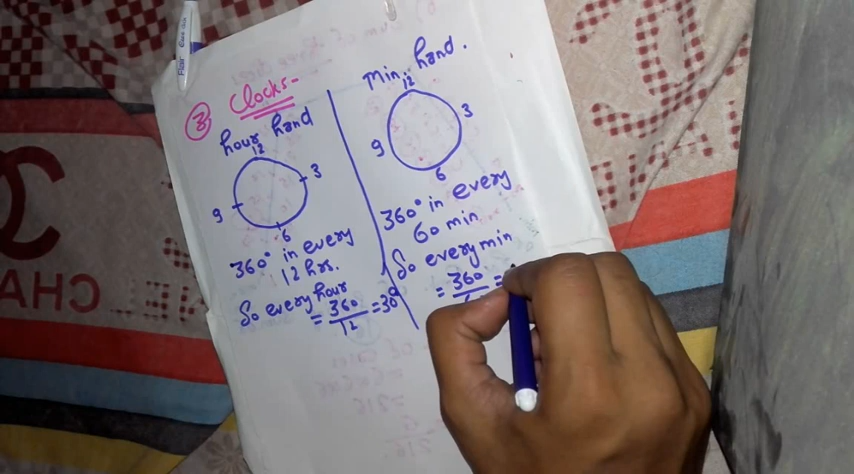 3 Clocks-
hour hand
12
3
9
6
360° in every
12 hrs.
So every hour
= 360/12 = 30°
Min. hand.
12
3
9
6
360° in every
60 min
So every min
= 360
CHANEL